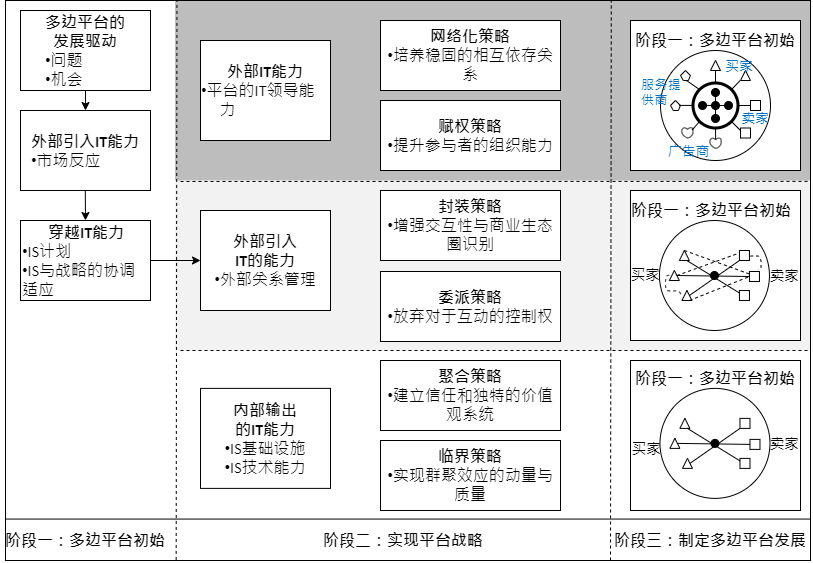 多边平台的
发展驱动
•问题
•机会
外部引入IT能力
•市场反应
穿越IT能力
•IS计划
•IS与战略的协调
适应
外部IT能力
•平台的IT领导能
力
网络化策略
•培养稳固的相互依存关
系
赋权策略
•提升参与者的组织能力
阶段一：多边平台初始
买家
服务提
供商
卖家
广告商
外部引入
IT的能力
•外部关系管理
封装策略
•增强交互性与商业生态
圈识别
委派策略
•放弃对于互动的控制权
阶段一：多边平台初始
买家
卖家
内部输出
的IT能力
•IS基础设施
•IS技术能力
聚合策略
•建立信任和独特的价值
观系统
临界策略
•实现群聚效应的动量与
质量
阶段一：多边平台初始
买家
卖家
阶段一：多边平台初始
阶段二：实现平台战略
阶段三：制定多边平台发展